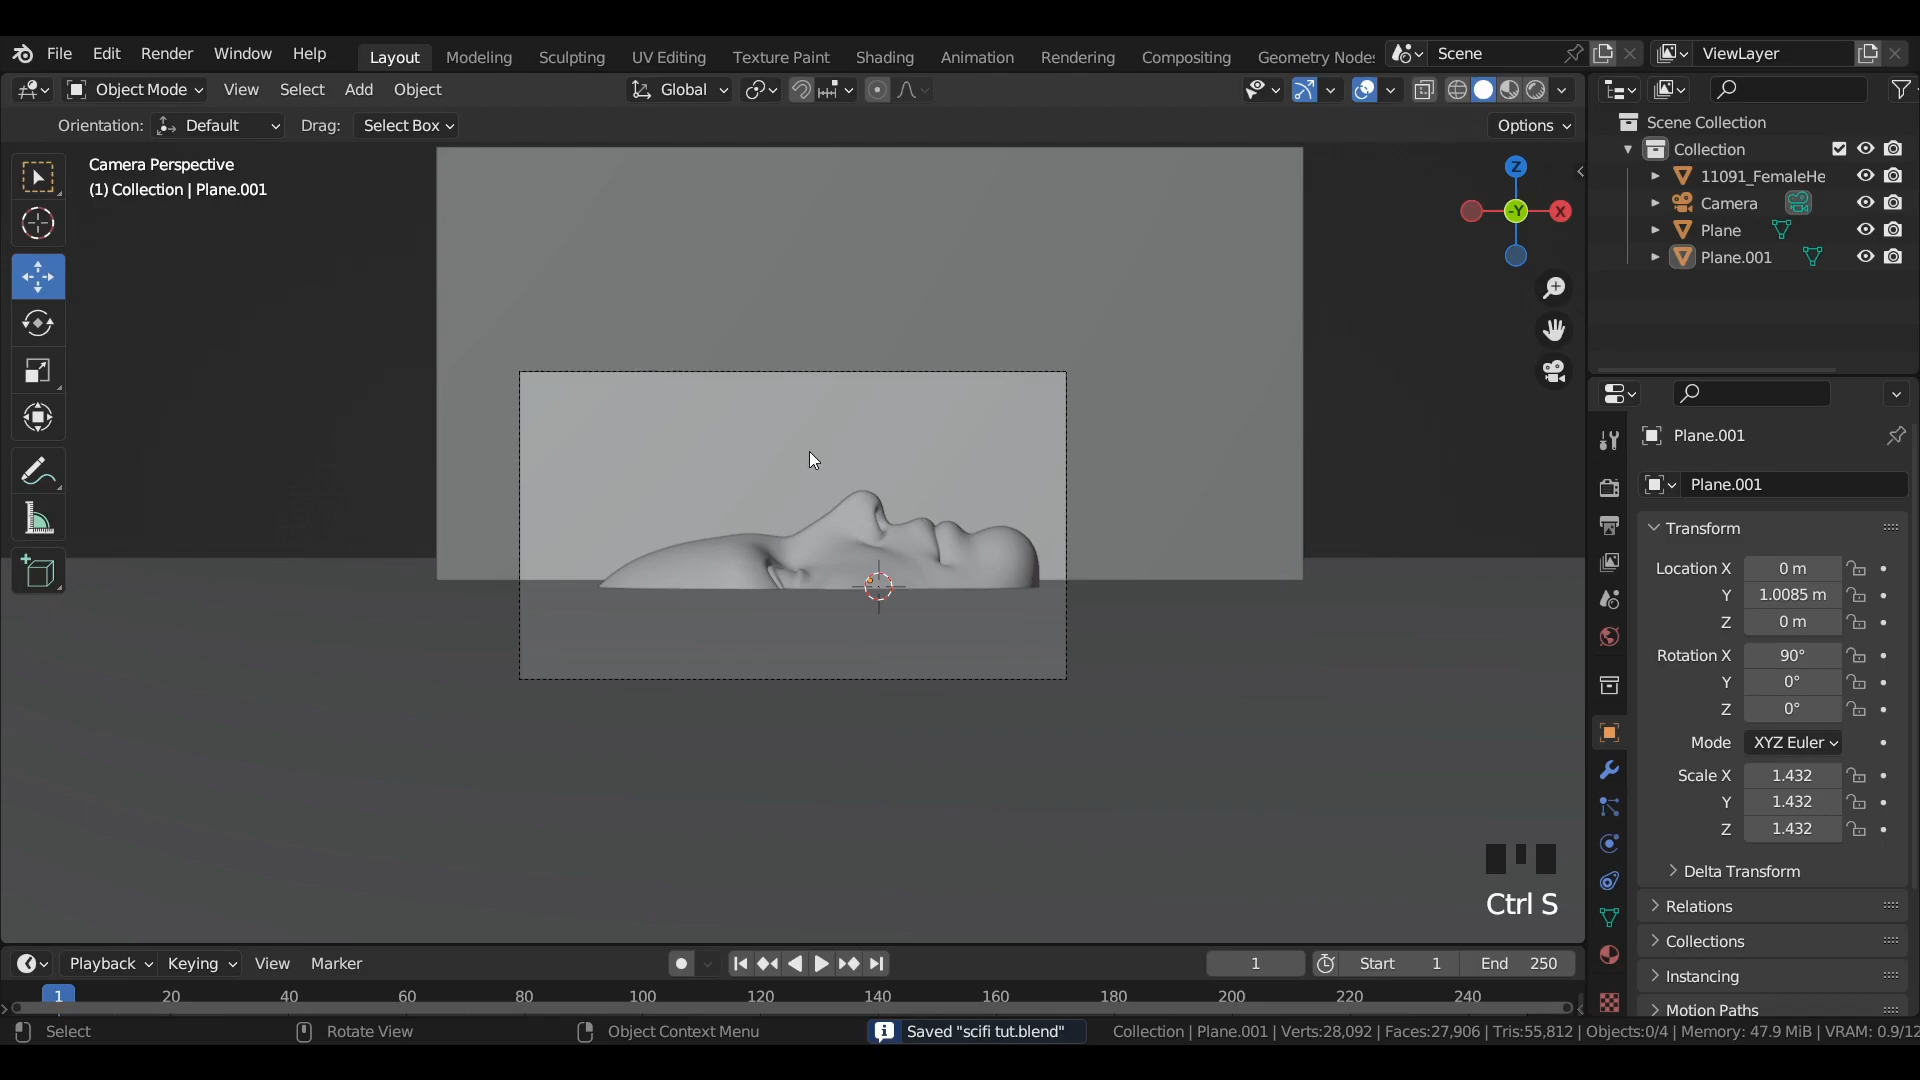 File Edit Render Window Help Layout Modeling Sculpting UV Editing Texture Paint Shading Animation Rendering Compositing Geometry Nodes Scene ViewLayer
Object Mode View Select Add Object Global
Orientation: Default Drag: Select Box Options
Camera Perspective
(1) Collection | Plane.001
Z
-Y
X
Scene Collection
Collection
11091_FemaleHe
Camera
Plane
Plane.001
Plane.001
Plane.001
Transform
Location X 0 m
Y 1.0085 m
Z 0 m
Rotation X 90°
Y 0°
Z 0°
Mode XYZ Euler
Scale X 1.432
Y 1.432
Z 1.432
Delta Transform
Relations
Collections
Instancing
Motion Paths
Ctrl S
Playback Keying View Marker 1 Start 1 End 250
1 20 40 60 80 100 120 140 160 180 200 220 240
Select Rotate View Object Context Menu Saved "scifi tut.blend" Collection | Plane.001 | Verts:28,092 | Faces:27,906 | Tris:55,812 | Objects:0/4 | Memory: 47.9 MiB | VRAM: 0.9/12